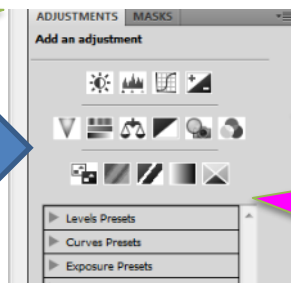 ADJUSTMENTS MASKS
Add an adjustment
Levels Presets
Curves Presets
Exposure Presets